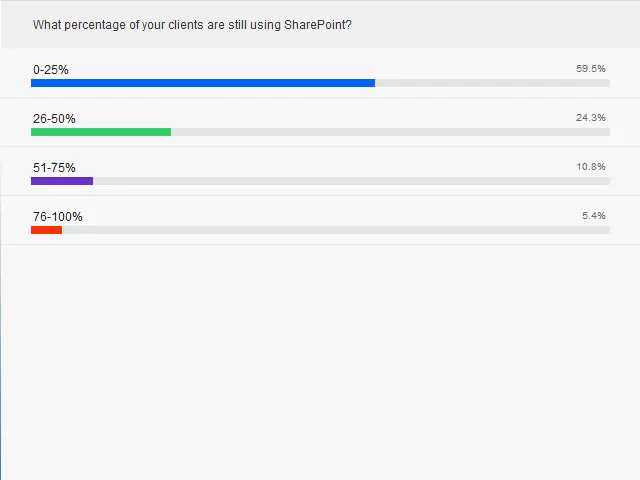 What percentage of your clients are still using SharePoint?
0-25% 59.5%
26-50% 24.3%
51-75% 10.8%
76-100% 5.4%